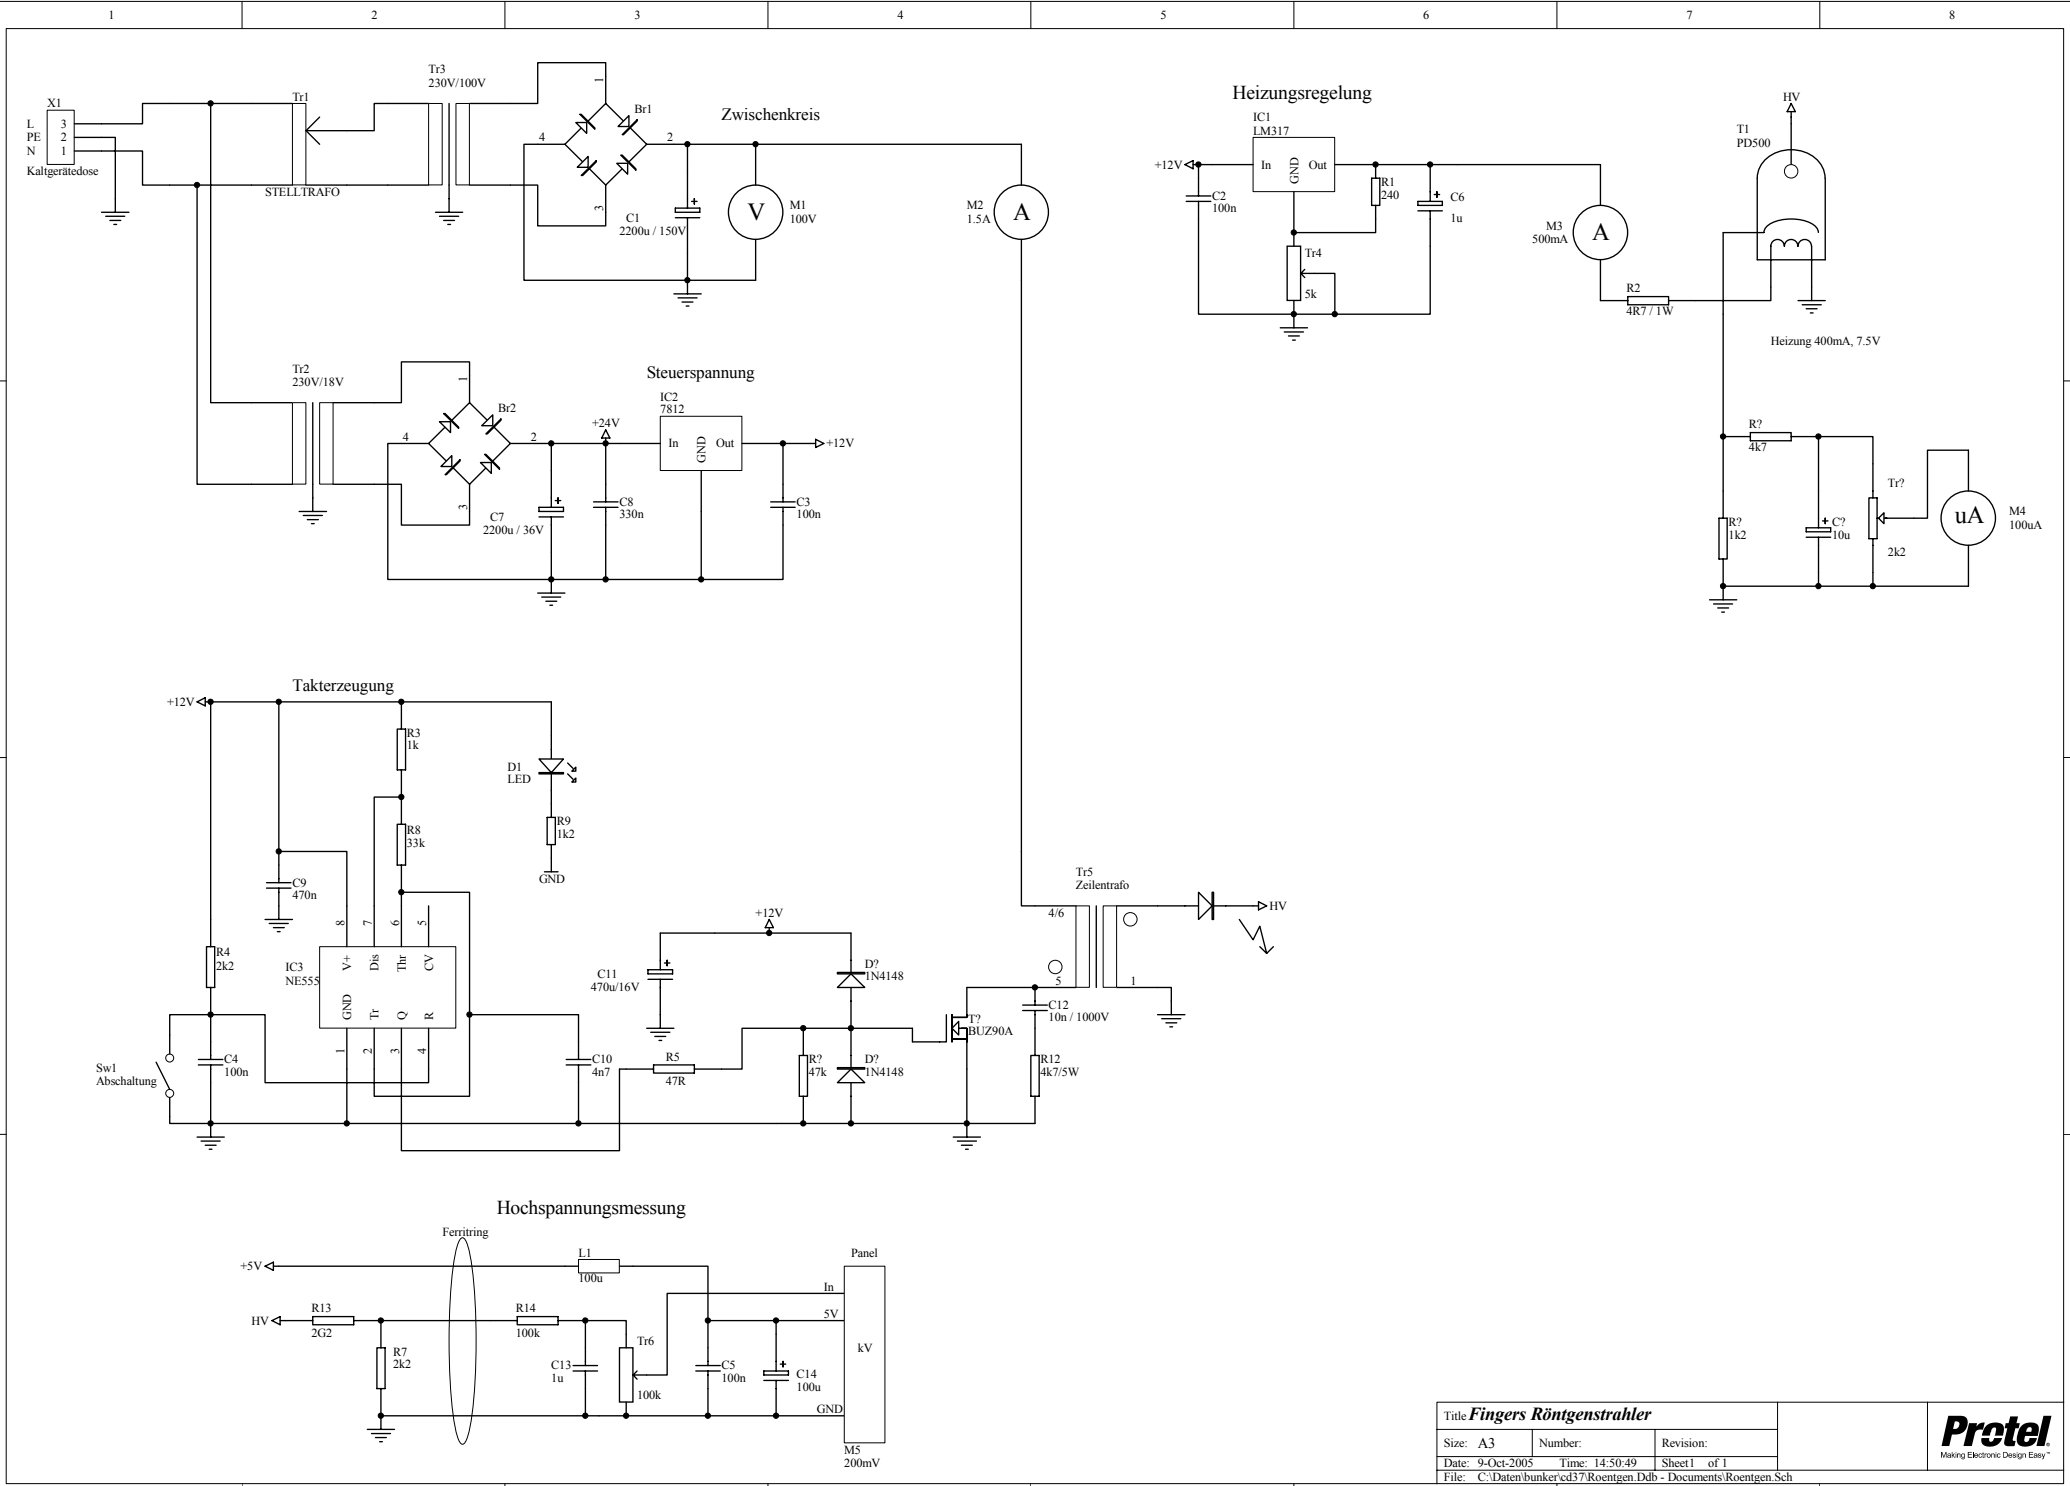 1 2 3 4 5 6 7 8
X1
L 3
PE 2
N 1
Kaltgerätedose
Tr1
STELLTRAFO
Tr3
230V/100V
1
Br1
4
2
3
Zwischenkreis
C1
2200u / 150V
+
V
M1
100V
M2
1.5A
A
Heizungsregelung
IC1
LM317
+12V
In
GND
Out
C2
100n
R1
240
+
C6
1u
Tr4
5k
M3
500mA
A
R2
4R7 / 1W
HV
T1
PD500
Heizung 400mA, 7.5V
R?
4k7
R?
1k2
+
C?
10u
Tr?
2k2
uA
M4
100uA
Tr2
230V/18V
1
Br2
4
2
3
Steuerspannung
IC2
7812
+24V
In
GND
Out
+12V
C7
2200u / 36V
+
C8
330n
C3
100n
Takterzeugung
+12V
R3
1k
D1
LED
R8
33k
R9
1k2
GND
C9
470n
8 7 6 5
R4
2k2
IC3
NE555
V+ Dis Thr CV
GND Tr Q R
1 2 3 4
Sw1
Abschaltung
C4
100n
C10
4n7
R5
47R
+12V
C11
470u/16V
+
D?
1N4148
R?
47k
D?
1N4148
T?
BUZ90A
Tr5
Zeilentrafo
4/6
5
1
HV
C12
10n / 1000V
R12
4k7/5W
Hochspannungsmessung
Ferritring
+5V
L1
100u
Panel
In
5V
kV
GND
M5
200mV
HV
R13
2G2
R7
2k2
R14
100k
C13
1u
Tr6
100k
C5
100n
+
C14
100u
Title Fingers Röntgenstrahler
Size: A3 Number: Revision:
Date: 9-Oct-2005 Time: 14:50:49 Sheet1 of 1
File: C:\Daten\bunker\cd37\Roentgen.Ddb - Documents\Roentgen.Sch
Protel
Making Electronic Design Easy™